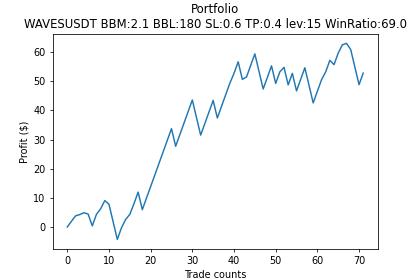 Portfolio
WAVESUSDT BBM:2.1 BBL:180 SL:0.6 TP:0.4 lev:15 WinRatio:69.0
60
50
40
30
20
10
0
Profit ($)
0 10 20 30 40 50 60 70
Trade counts